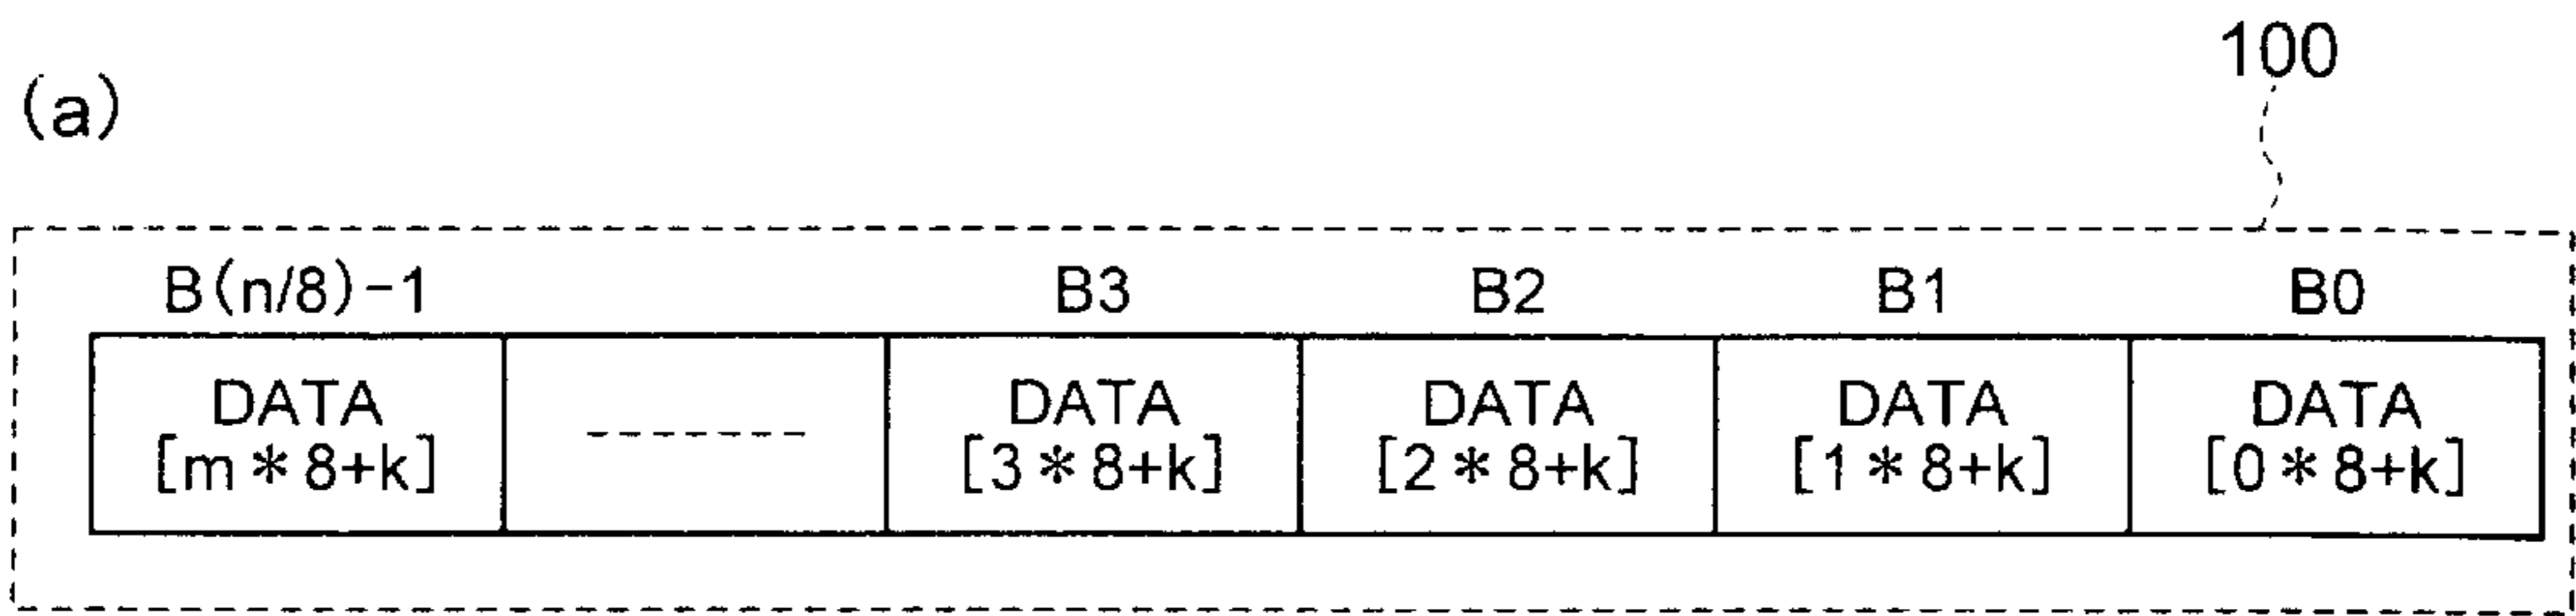 100
(a)
B(n/8)-1 B3 B2 B1 B0
DATA DATA DATA DATA DATA
[m*8+k] [3*8+k] [2*8+k] [1*8+k] [0*8+k]